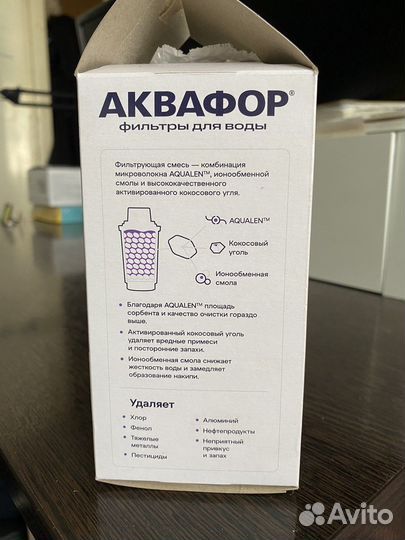 АКВАФОР®
фильтры для воды
Фильтрующая смесь — комбинация
микроволокна AQUALEN™, ионообменной
смолы и высококачественного
активированного кокосового угля.
AQUALEN™
Кокосовый
уголь
Ионообменная
смола
• Благодаря AQUALEN™ площадь
сорбента и качество очистки гораздо
выше.
• Активированный кокосовый уголь
удаляет вредные примеси
и посторонние запахи.
• Ионообменная смола снижает
жесткость воды и замедляет
образование накипи.
Удаляет
• Хлор
• Фенол
• Тяжелые
металлы
• Пестициды
• Алюминий
• Нефтепродукты
• Неприятный
привкус
и запах
Avito